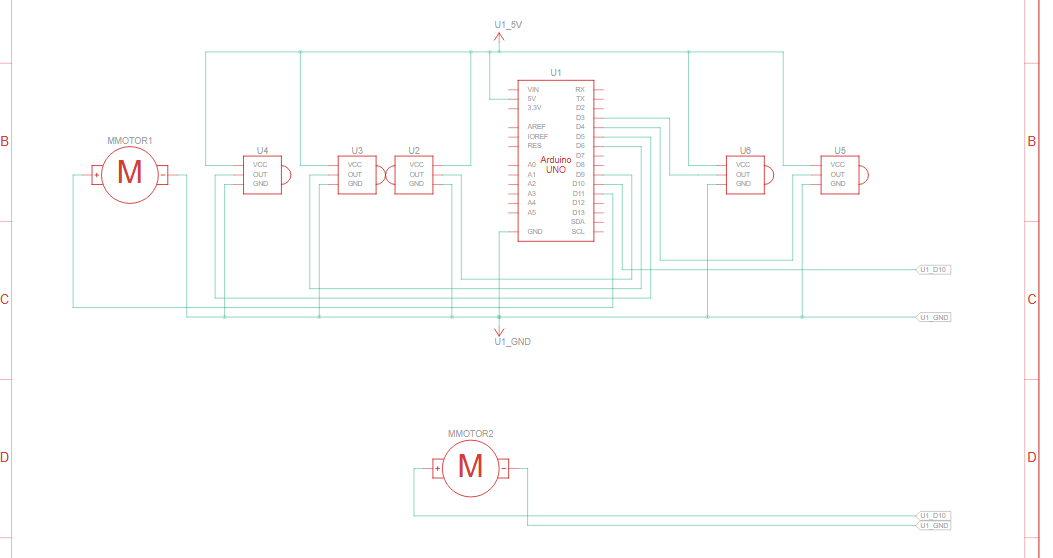 U1_5V
U1
VIN
5V
3.3V
AREF
IOREF
RES
A0
A1
A2
A3
A4
A5
GND
RX
TX
D2
D3
D4
D5
D6
D7
D8
D9
D10
D11
D12
D13
SDA
SCL
Arduino
UNO
B
MMOTOR1
+
M
-
U4
VCC
OUT
GND
U3
VCC
OUT
GND
U2
VCC
OUT
GND
U6
VCC
OUT
GND
U5
VCC
OUT
GND
B
U1_D10
C
C
U1_GND
U1_GND
MMOTOR2
D
+
M
-
D
U1_D10
U1_GND